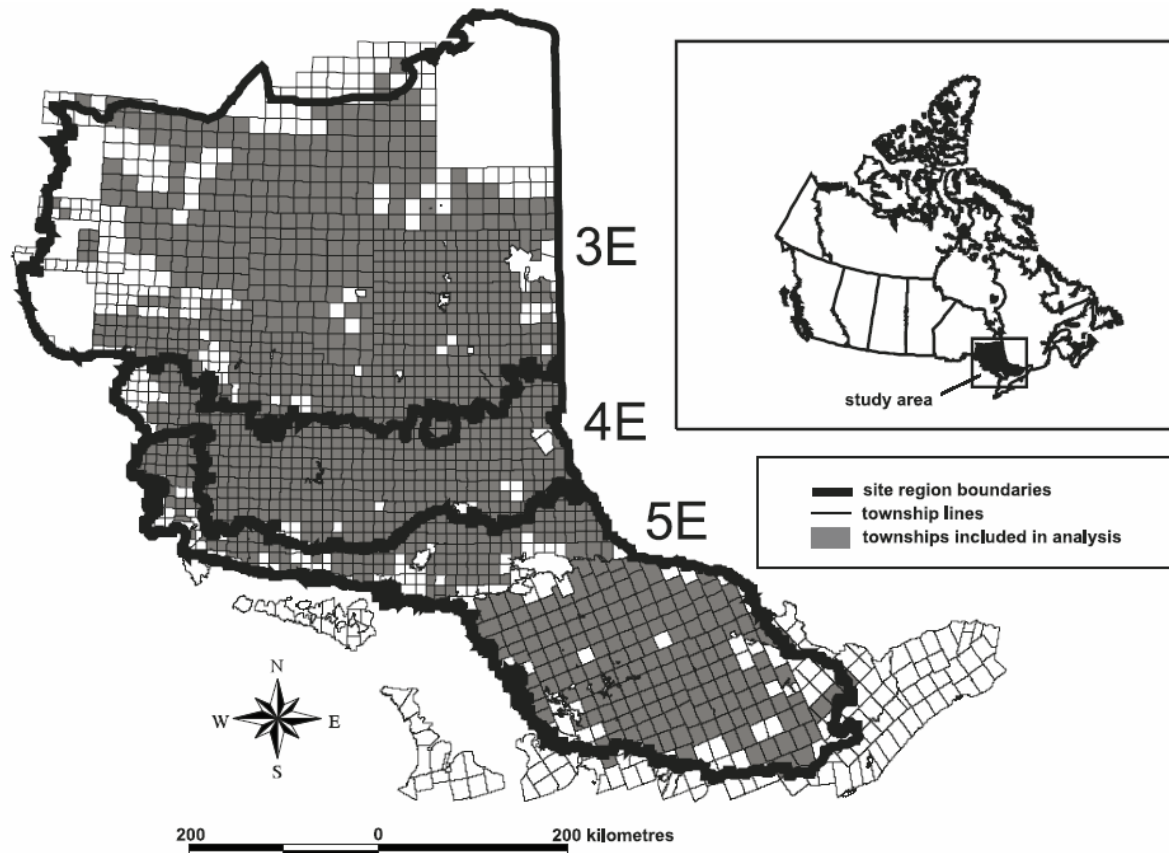 3E
4E
5E
study area
site region boundaries
township lines
townships included in analysis
N
W E
S
200 0 200 kilometres